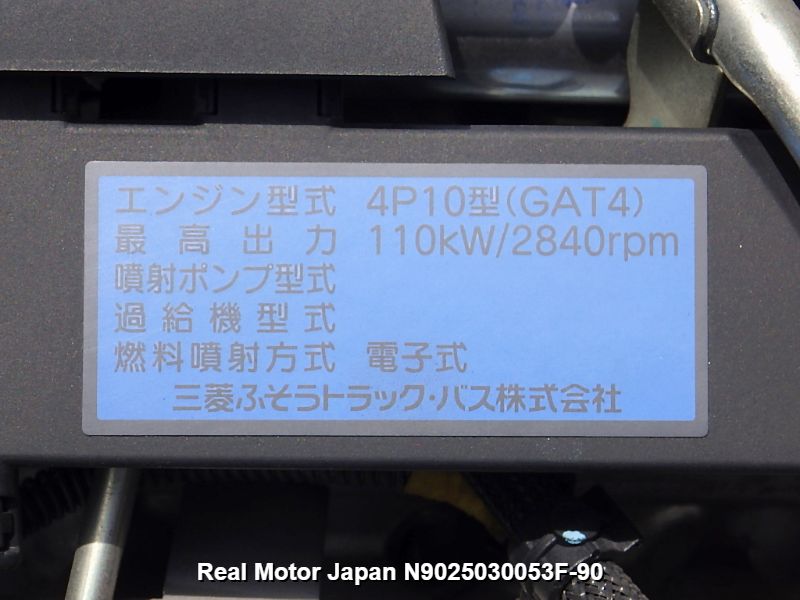 エンジン型式 4P10型(GAT4)
最高出力 110kW/2840rpm
噴射ポンプ型式
過給機型式
燃料噴射方式 電子式
三菱ふそうトラック・バス株式会社
Real Motor Japan N9025030053F-90